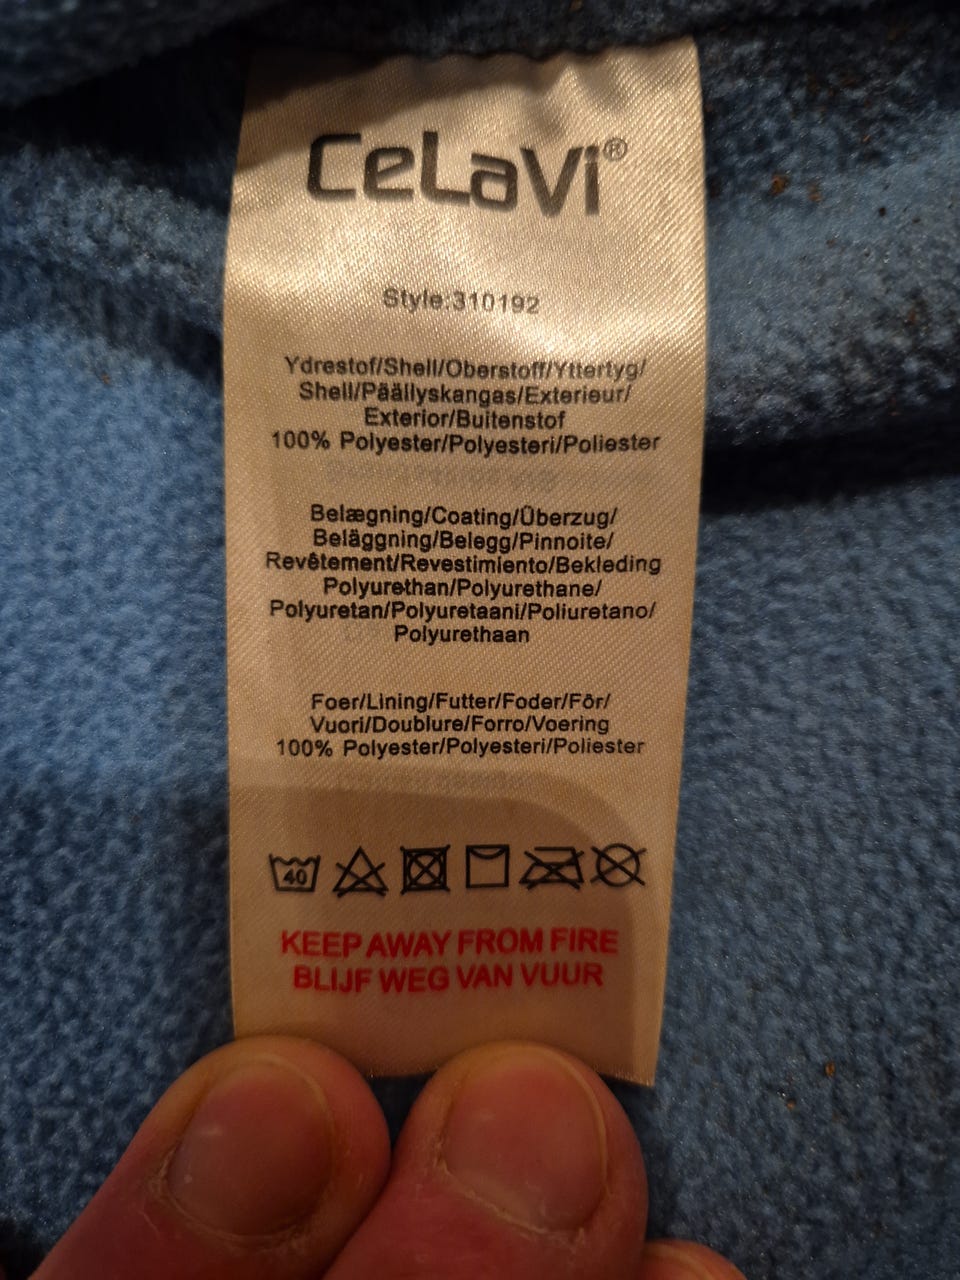 CeLaVi®
Style:310192
Ydrestof/Shell/Oberstoff/Yttertyg/
Shell/Päällyskangas/Exterieur/
Exterior/Buitenstof
100% Polyester/Polyesteri/Poliester
Belægning/Coating/Überzug/
Beläggning/Belegg/Pinnoite/
Revêtement/Revestimiento/Bekleding
Polyurethan/Polyurethane/
Polyuretan/Polyuretaani/Poliuretano/
Polyurethaan
Foer/Lining/Futter/Foder/Fôr/
Vuori/Doublure/Forro/Voering
100% Polyester/Polyesteri/Poliester
40
KEEP AWAY FROM FIRE
BLIJF WEG VAN VUUR